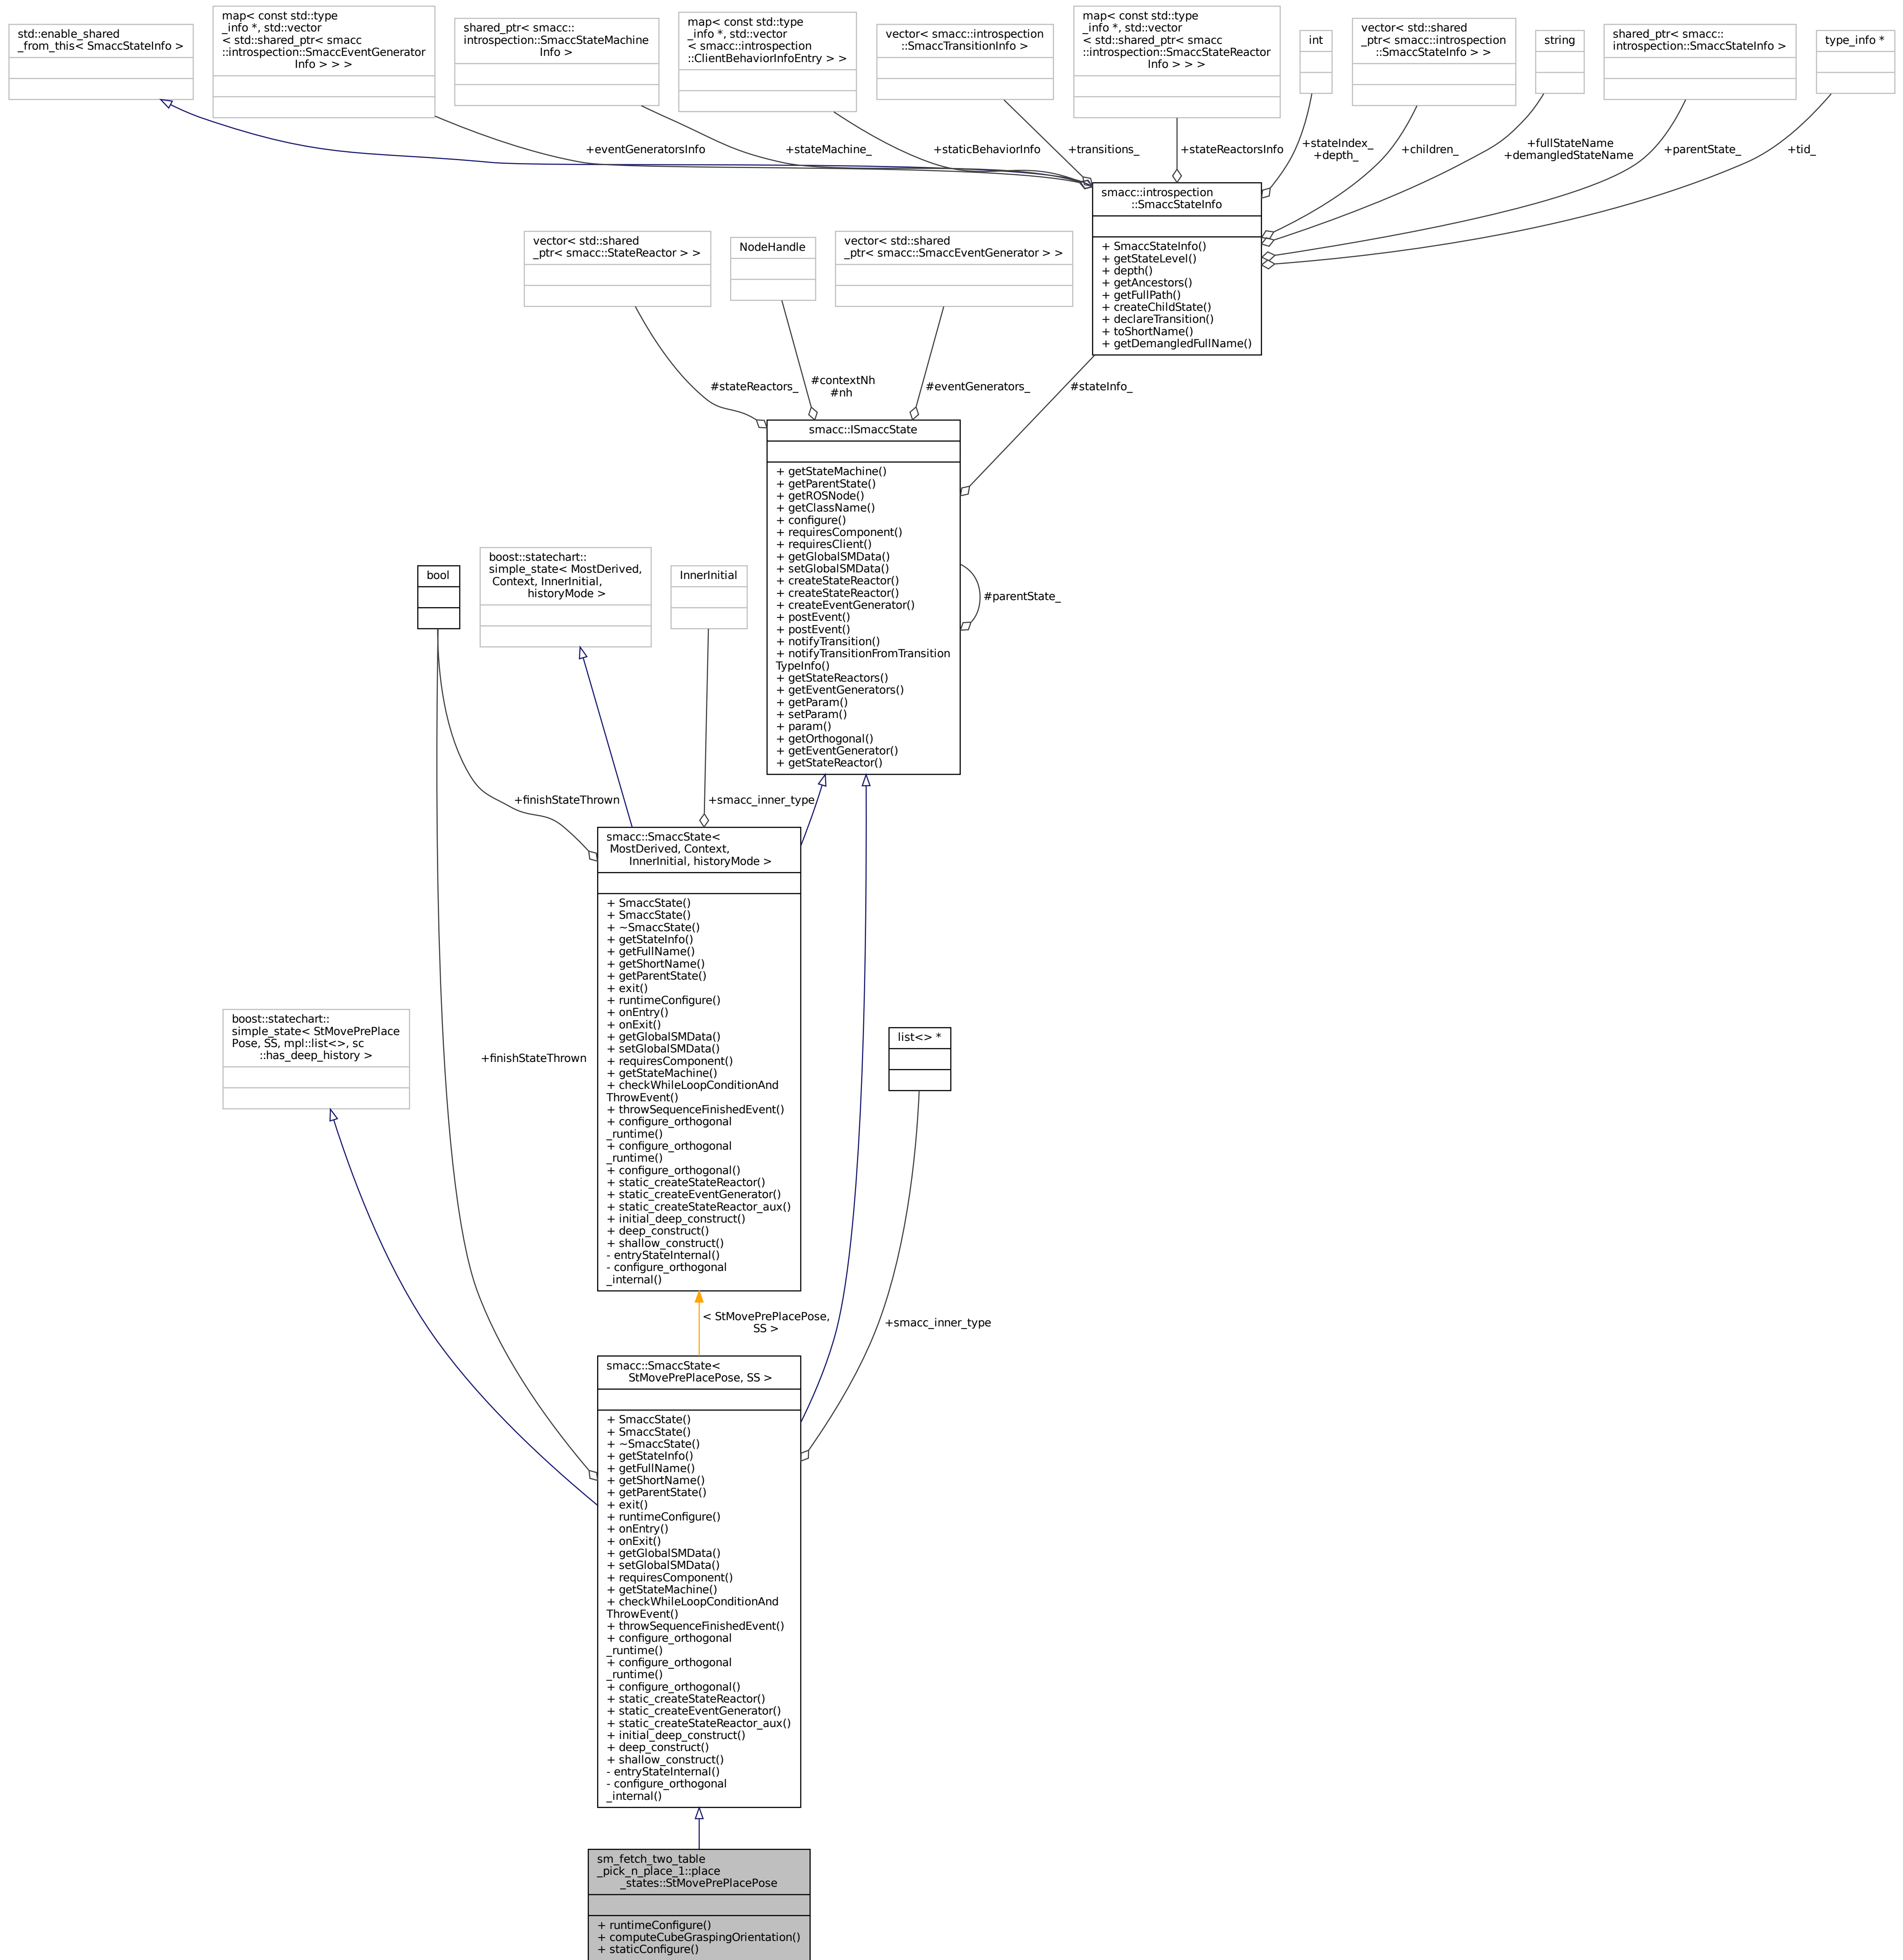 std::enable_shared
_from_this< SmaccStateInfo >
map< const std::type
_info *, std::vector
< std::shared_ptr< smacc
::introspection::SmaccEventGenerator
Info > > >
shared_ptr< smacc::
introspection::SmaccStateMachine
Info >
map< const std::type
_info *, std::vector
< smacc::introspection
::ClientBehaviorInfoEntry > >
vector< smacc::introspection
::SmaccTransitionInfo >
map< const std::type
_info *, std::vector
< std::shared_ptr< smacc
::introspection::SmaccStateReactor
Info > > >
int
vector< std::shared
_ptr< smacc::introspection
::SmaccStateInfo > >
string
shared_ptr< smacc::
introspection::SmaccStateInfo >
type_info *
+eventGeneratorsInfo
+stateMachine_
+staticBehaviorInfo
+transitions_
+stateReactorsInfo
+stateIndex_
+depth_
+children_
+fullStateName
+demangledStateName
+parentState_
+tid_
smacc::introspection
::SmaccStateInfo
+ SmaccStateInfo()
+ getStateLevel()
+ depth()
+ getAncestors()
+ getFullPath()
+ createChildState()
+ declareTransition()
+ toShortName()
+ getDemangledFullName()
vector< std::shared
_ptr< smacc::StateReactor > >
NodeHandle
vector< std::shared
_ptr< smacc::SmaccEventGenerator > >
#stateReactors_
#contextNh
#nh
#eventGenerators_
#stateInfo_
smacc::ISmaccState
+ getStateMachine()
+ getParentState()
+ getROSNode()
+ getClassName()
+ configure()
+ requiresComponent()
+ requiresClient()
+ getGlobalSMData()
+ setGlobalSMData()
+ createStateReactor()
+ createStateReactor()
+ createEventGenerator()
+ postEvent()
+ postEvent()
+ notifyTransition()
+ notifyTransitionFromTransition
TypeInfo()
+ getStateReactors()
+ getEventGenerators()
+ getParam()
+ setParam()
+ param()
+ getOrthogonal()
+ getEventGenerator()
+ getStateReactor()
#parentState_
bool
boost::statechart::
simple_state< MostDerived,
Context, InnerInitial,
historyMode >
InnerInitial
+finishStateThrown
+smacc_inner_type
smacc::SmaccState<
MostDerived, Context,
InnerInitial, historyMode >
+ SmaccState()
+ SmaccState()
+ ~SmaccState()
+ getStateInfo()
+ getFullName()
+ getShortName()
+ getParentState()
+ exit()
+ runtimeConfigure()
+ onEntry()
+ onExit()
+ getGlobalSMData()
+ setGlobalSMData()
+ requiresComponent()
+ getStateMachine()
+ checkWhileLoopConditionAnd
ThrowEvent()
+ throwSequenceFinishedEvent()
+ configure_orthogonal
_runtime()
+ configure_orthogonal
_runtime()
+ configure_orthogonal()
+ static_createStateReactor()
+ static_createEventGenerator()
+ static_createStateReactor_aux()
+ initial_deep_construct()
+ deep_construct()
+ shallow_construct()
- entryStateInternal()
- configure_orthogonal
_internal()
boost::statechart::
simple_state< StMovePrePlace
Pose, SS, mpl::list<>, sc
::has_deep_history >
+finishStateThrown
list<> *
< StMovePrePlacePose,
SS >
+smacc_inner_type
smacc::SmaccState<
StMovePrePlacePose, SS >
+ SmaccState()
+ SmaccState()
+ ~SmaccState()
+ getStateInfo()
+ getFullName()
+ getShortName()
+ getParentState()
+ exit()
+ runtimeConfigure()
+ onEntry()
+ onExit()
+ getGlobalSMData()
+ setGlobalSMData()
+ requiresComponent()
+ getStateMachine()
+ checkWhileLoopConditionAnd
ThrowEvent()
+ throwSequenceFinishedEvent()
+ configure_orthogonal
_runtime()
+ configure_orthogonal
_runtime()
+ configure_orthogonal()
+ static_createStateReactor()
+ static_createEventGenerator()
+ static_createStateReactor_aux()
+ initial_deep_construct()
+ deep_construct()
+ shallow_construct()
- entryStateInternal()
- configure_orthogonal
_internal()
sm_fetch_two_table
_pick_n_place_1::place
_states::StMovePrePlacePose
+ runtimeConfigure()
+ computeCubeGraspingOrientation()
+ staticConfigure()